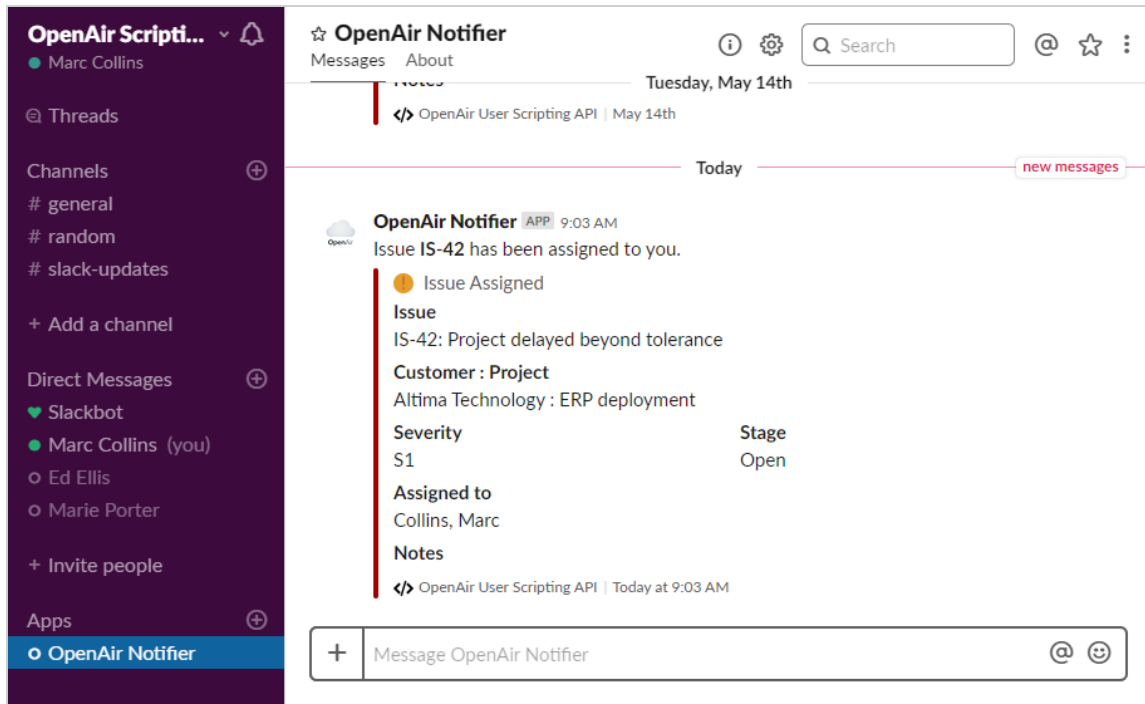 OpenAir Scripti...
Marc Collins
Threads
Channels
# general
# random
# slack-updates
+ Add a channel
Direct Messages
Slackbot
Marc Collins (you)
Ed Ellis
Marie Porter
+ Invite people
Apps
OpenAir Notifier
OpenAir Notifier
Messages About
Search
Notes
Tuesday, May 14th
</> OpenAir User Scripting API | May 14th
Today
new messages
OpenAir
OpenAir Notifier APP 9:03 AM
Issue IS-42 has been assigned to you.
Issue Assigned
Issue
IS-42: Project delayed beyond tolerance
Customer : Project
Altima Technology : ERP deployment
Severity Stage
S1 Open
Assigned to
Collins, Marc
Notes
</> OpenAir User Scripting API | Today at 9:03 AM
+ Message OpenAir Notifier @